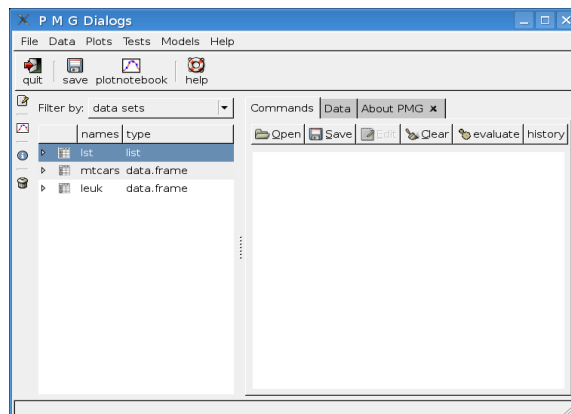 P M G Dialogs
File Data Plots Tests Models Help
quit save plotnotebook help
Filter by: data sets
Commands Data About PMG
Open Save Edit Clear evaluate history
names type
lst list
mtcars data.frame
leuk data.frame